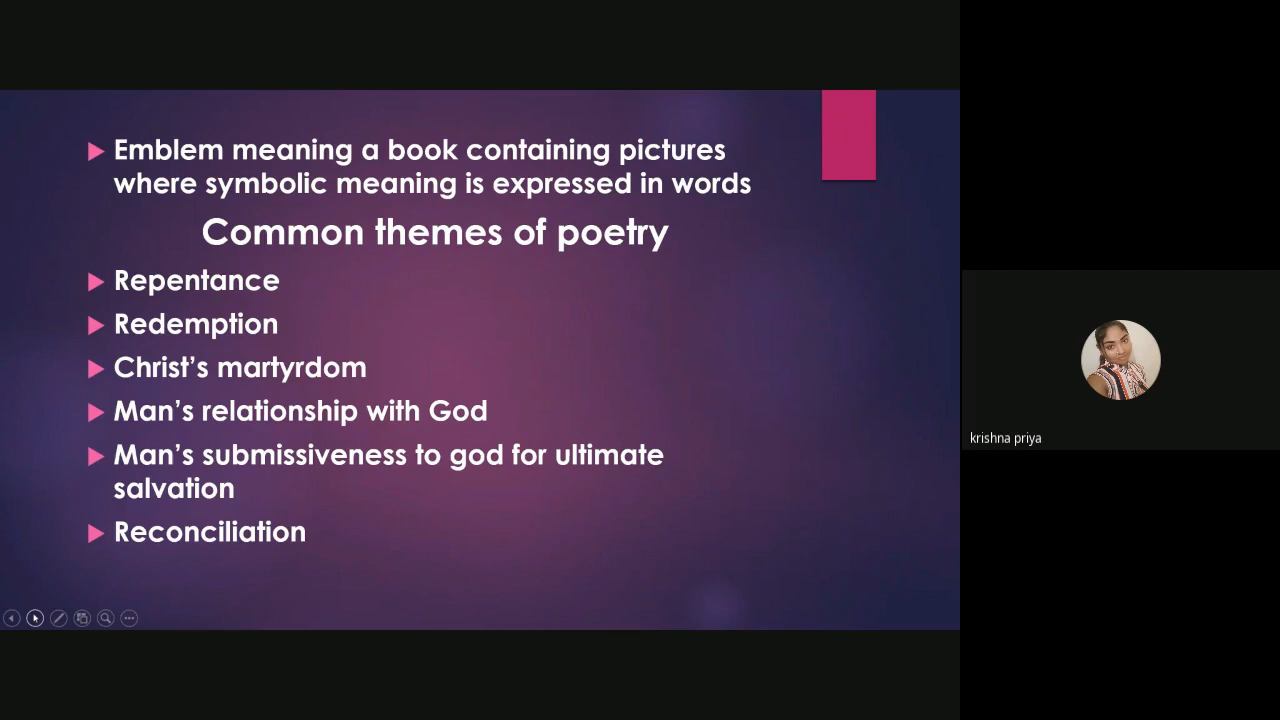 Emblem meaning a book containing pictures
where symbolic meaning is expressed in words
Common themes of poetry
Repentance
Redemption
Christ's martyrdom
Man's relationship with God
Man's submissiveness to god for ultimate
salvation
Reconciliation
krishna priya